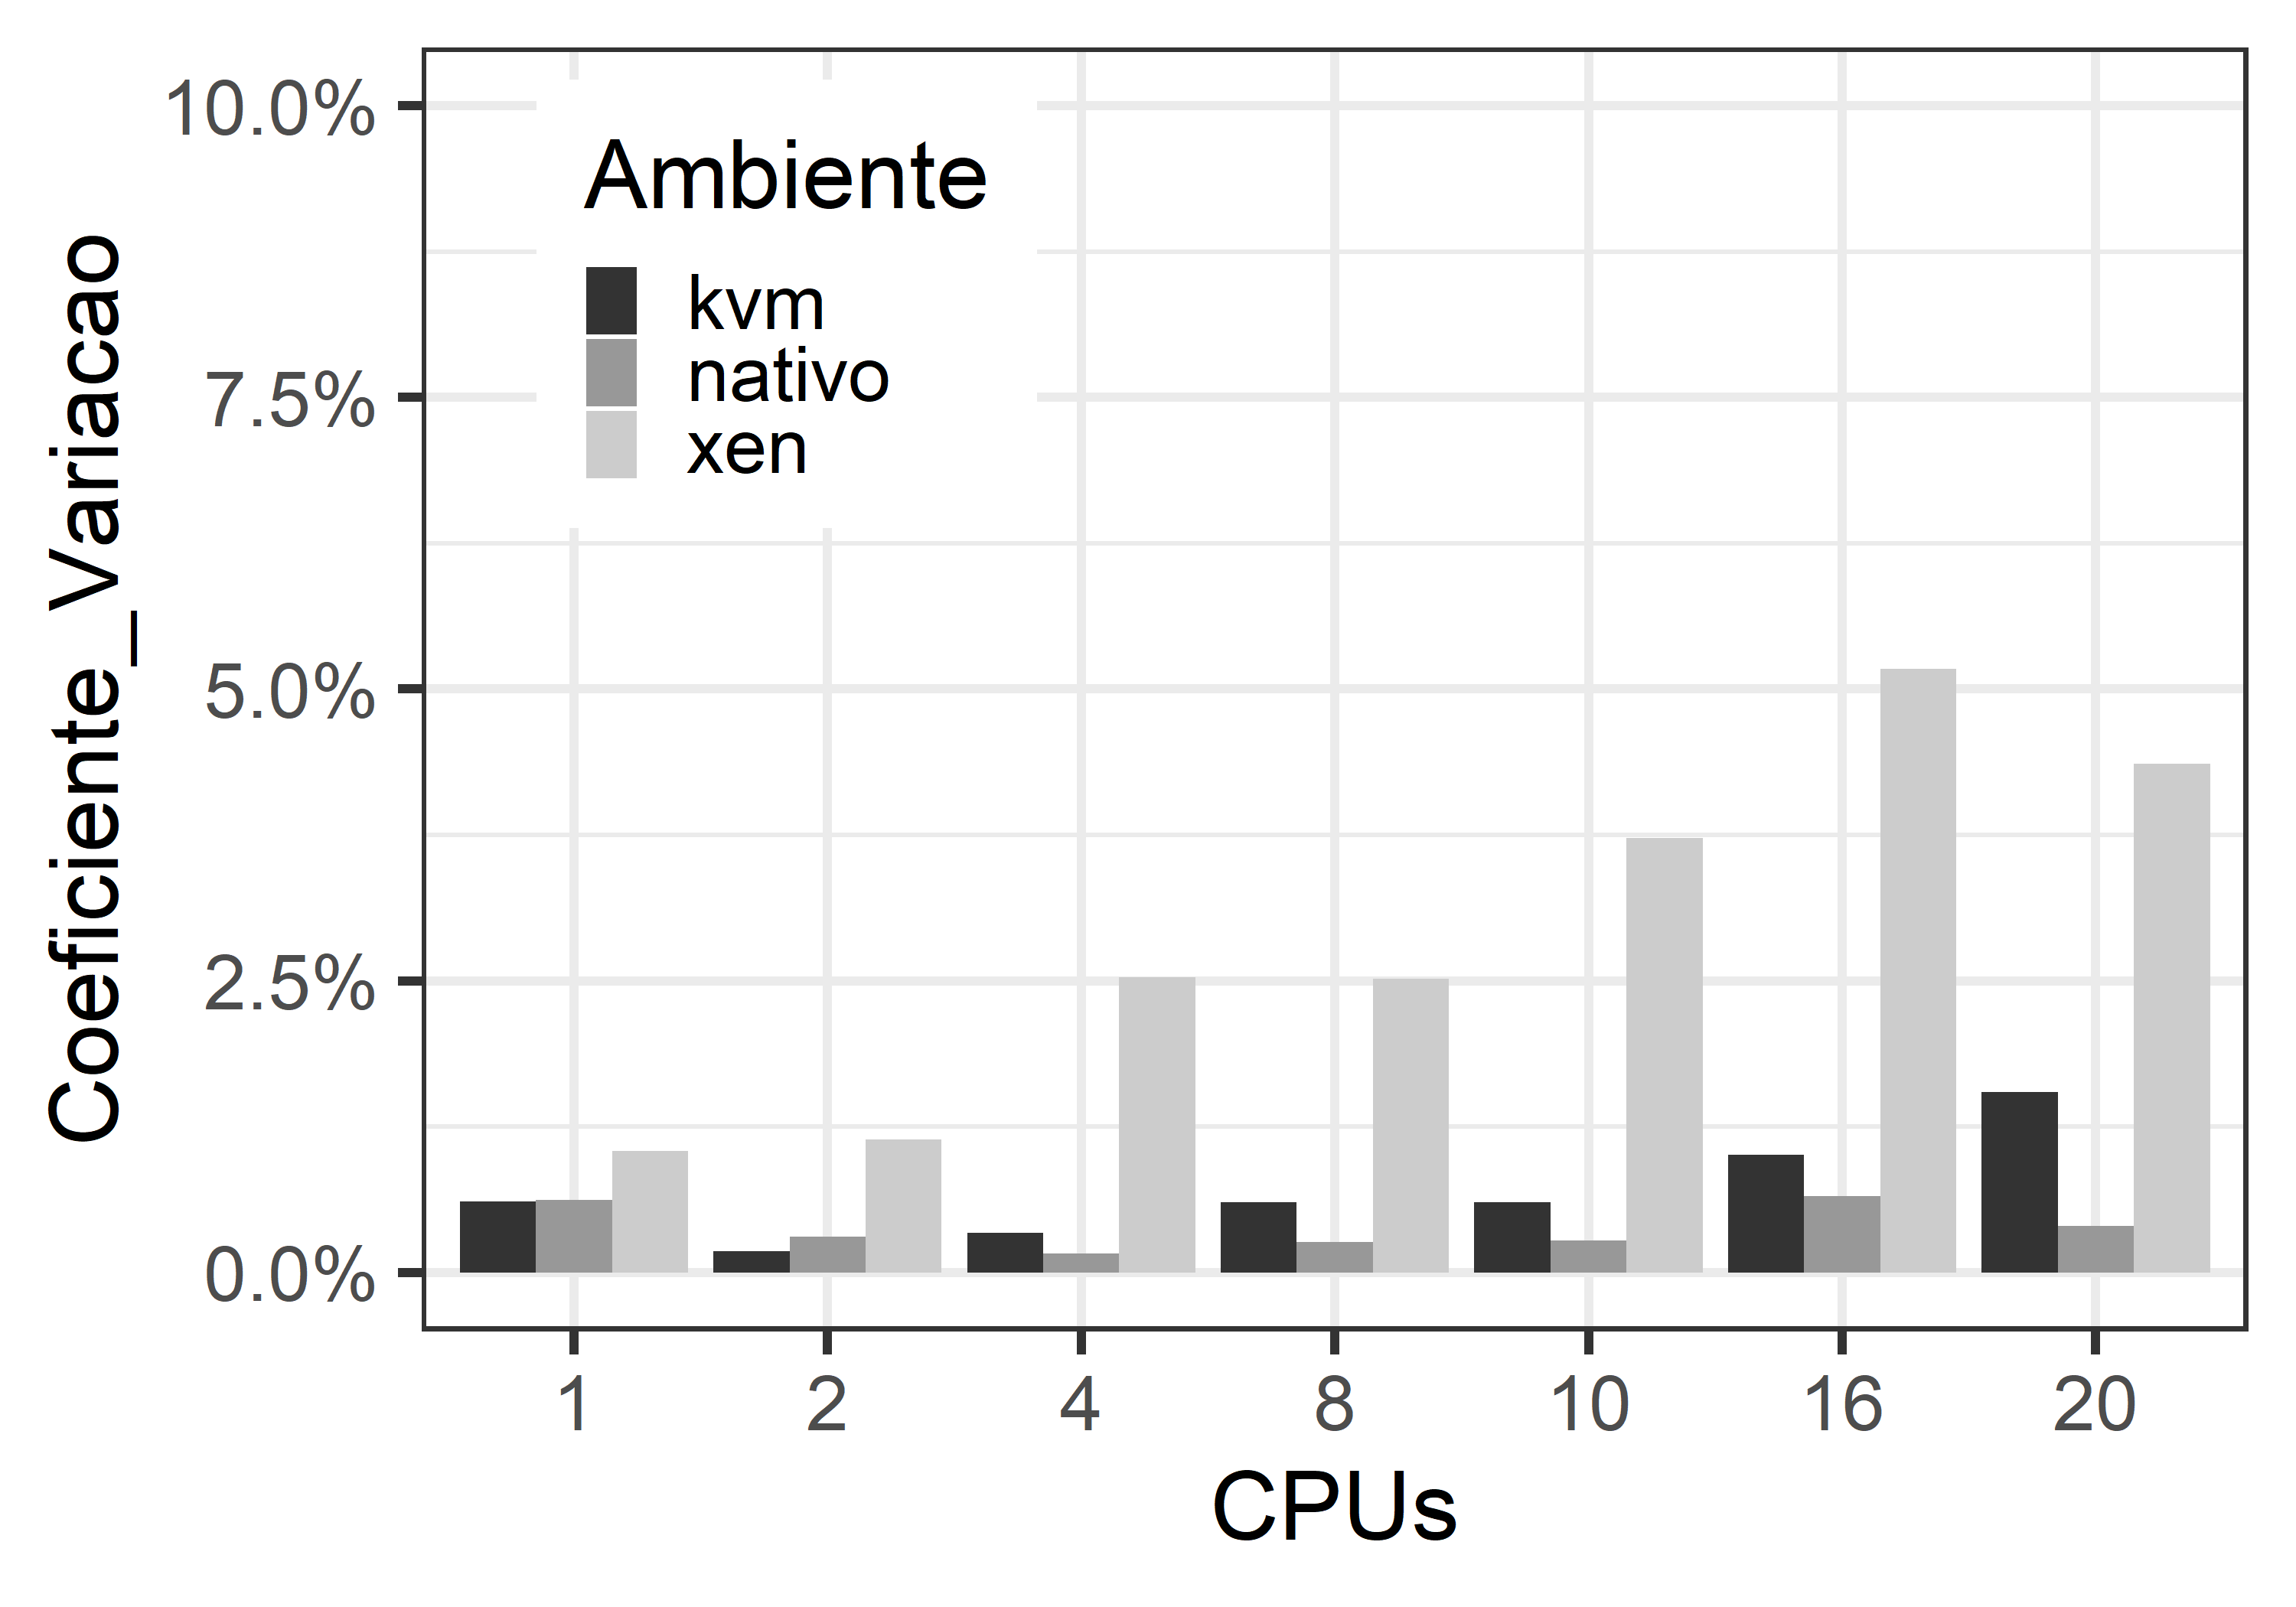 Coeficiente_Variacao
10.0%
7.5%
5.0%
2.5%
0.0%
Ambiente
kvm
nativo
xen
1 2 4 8 10 16 20
CPUs